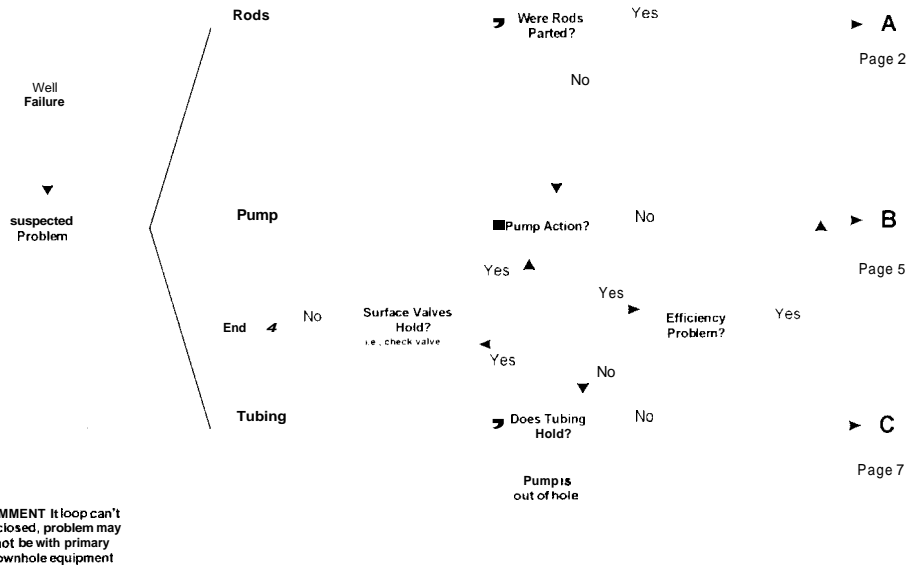 Rods
Were Rods
Parted?
Yes
A
Page 2
No
Well
Failure
suspected
Problem
Pump
Pump Action?
No
B
Page 5
Yes
Yes
End 4
No
Surface Valves
Hold?
i.e., check valve
Efficiency
Problem?
Yes
Yes
No
Tubing
Does Tubing
Hold?
No
C
Page 7
Pump is
out of hole
MMENT It loop can't
closed, problem may
not be with primary
ownhole equipment